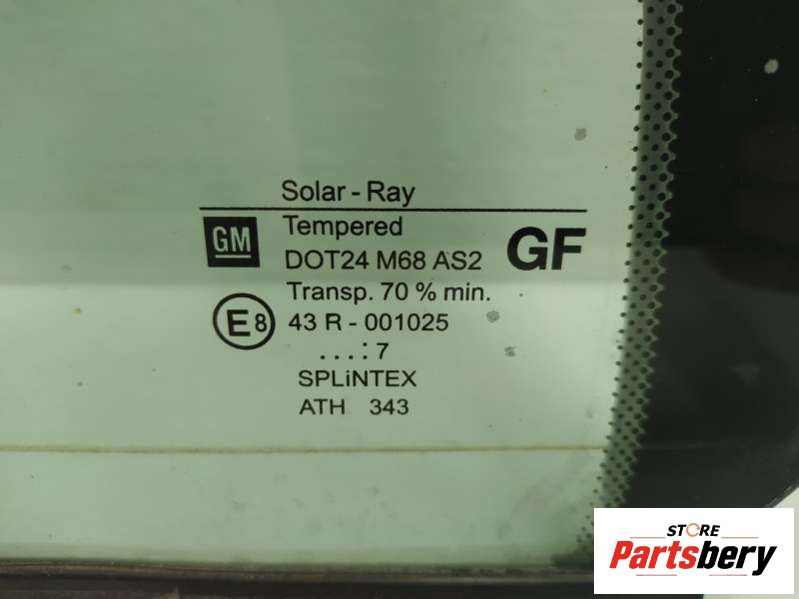 Solar - Ray
GM
Tempered
DOT24 M68 AS2
GF
Transp. 70 % min.
E8
43 R - 001025
...: 7
SPLiNTEX
ATH 343
STORE
Partsbery